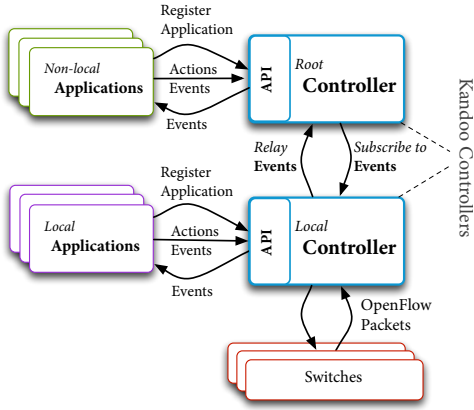 Register
Application
Non-local
Applications
Actions
Events
Events
API
Root
Controller
Relay
Events
Subscribe to
Events
Kandoo Controllers
Register
Application
Local
Applications
Actions
Events
Events
API
Local
Controller
OpenFlow
Packets
Switches